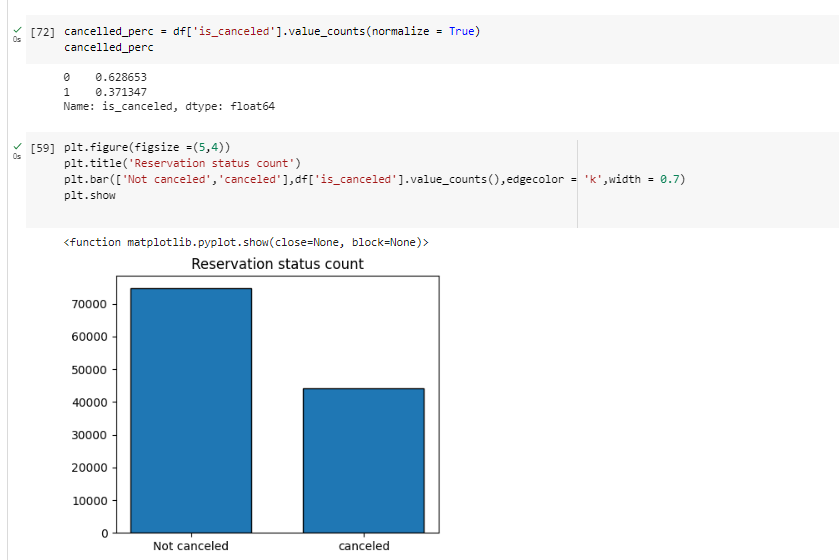 [72] cancelled_perc = df['is_canceled'].value_counts(normalize = True)
cancelled_perc
0s
0    0.628653
1    0.371347
Name: is_canceled, dtype: float64
[59] plt.figure(figsize =(5,4))
0s
plt.title('Reservation status count')
plt.bar(['Not canceled','canceled'],df['is_canceled'].value_counts(),edgecolor = 'k',width = 0.7)
plt.show
<function matplotlib.pyplot.show(close=None, block=None)>
Reservation status count
70000
60000
50000
40000
30000
20000
10000
0
Not canceled canceled